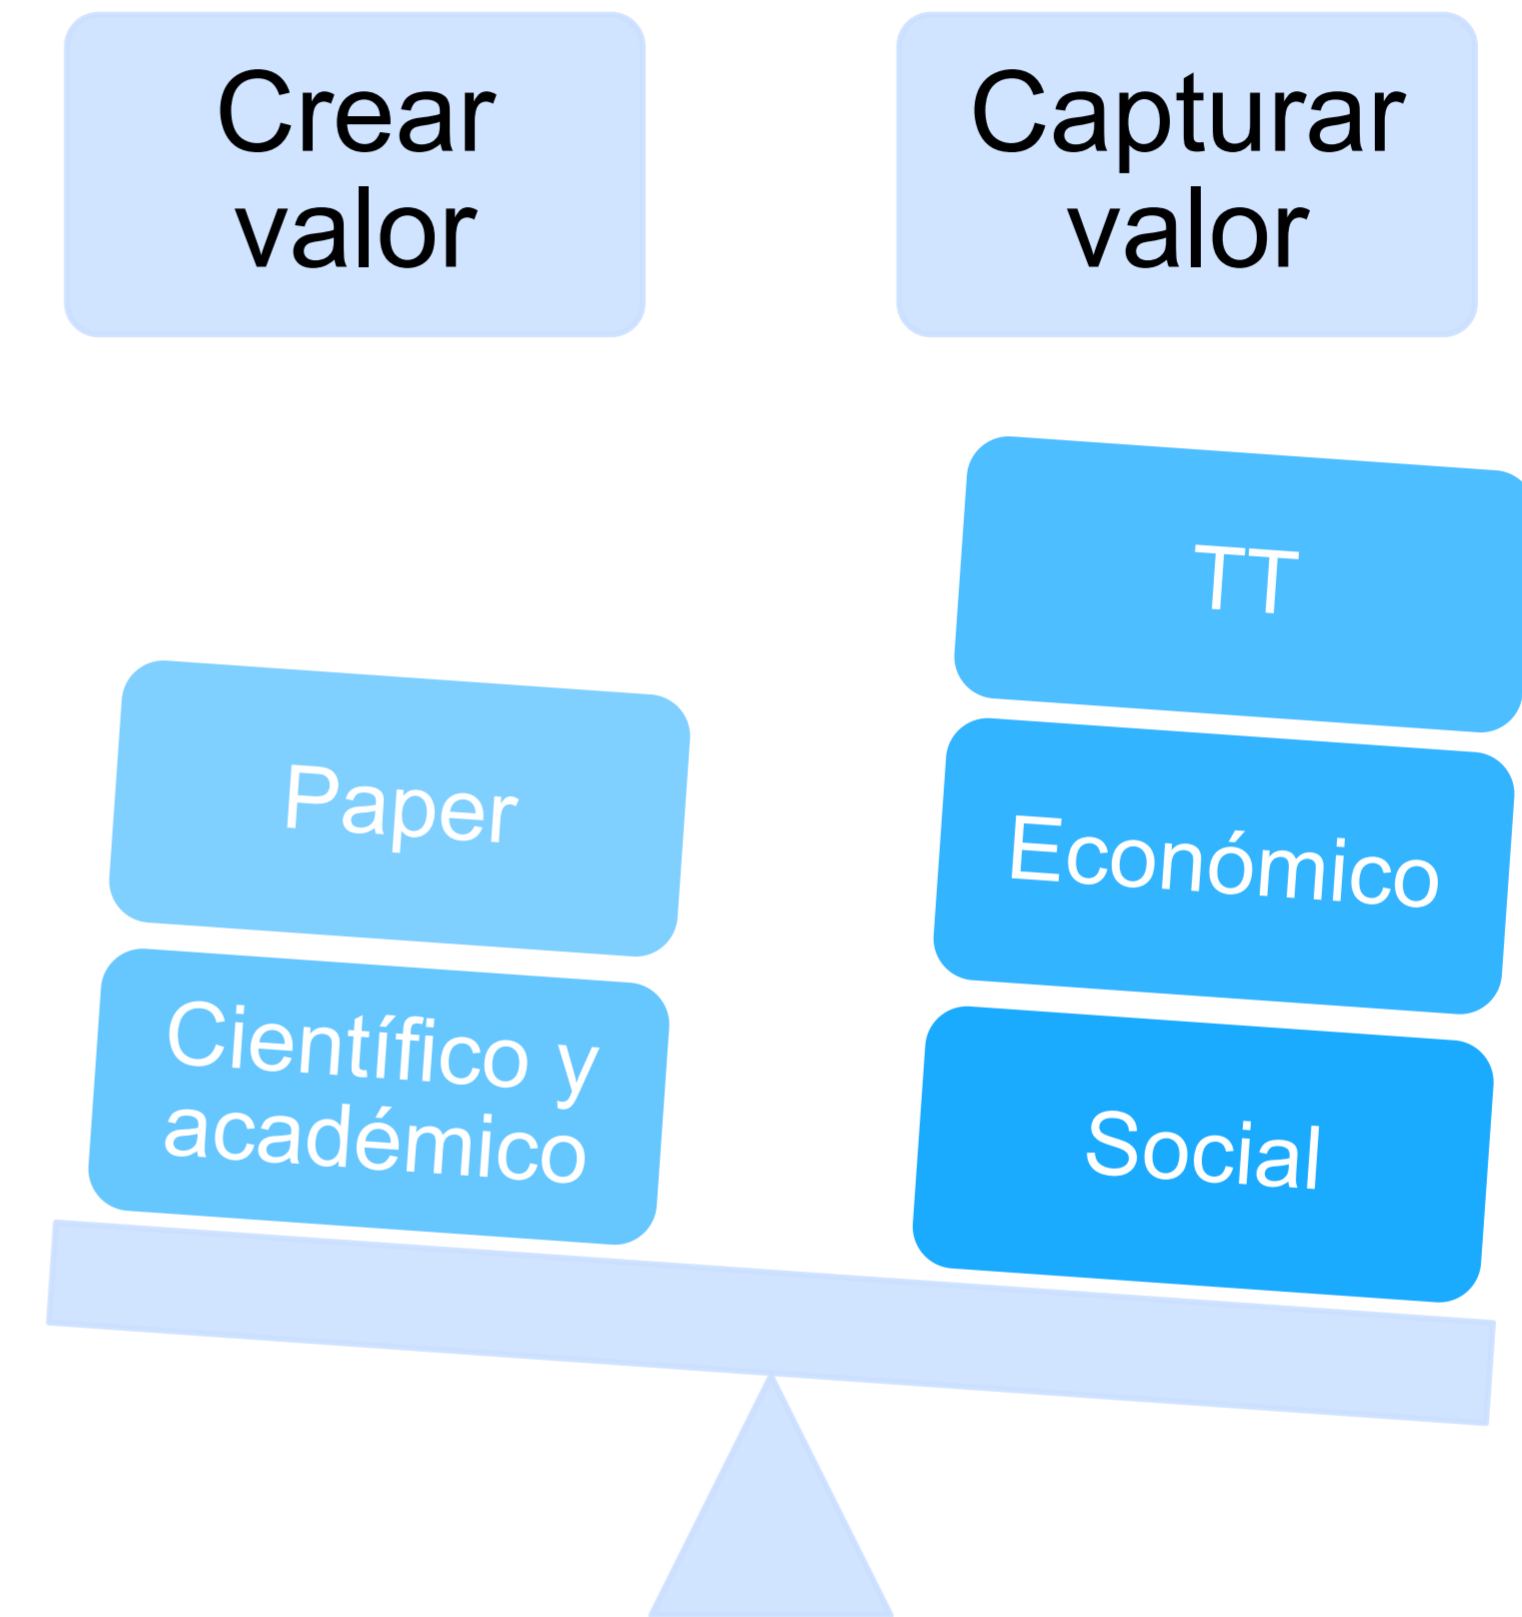 Crear
valor
Capturar
valor
Paper
Científico y
académico
TT
Económico
Social